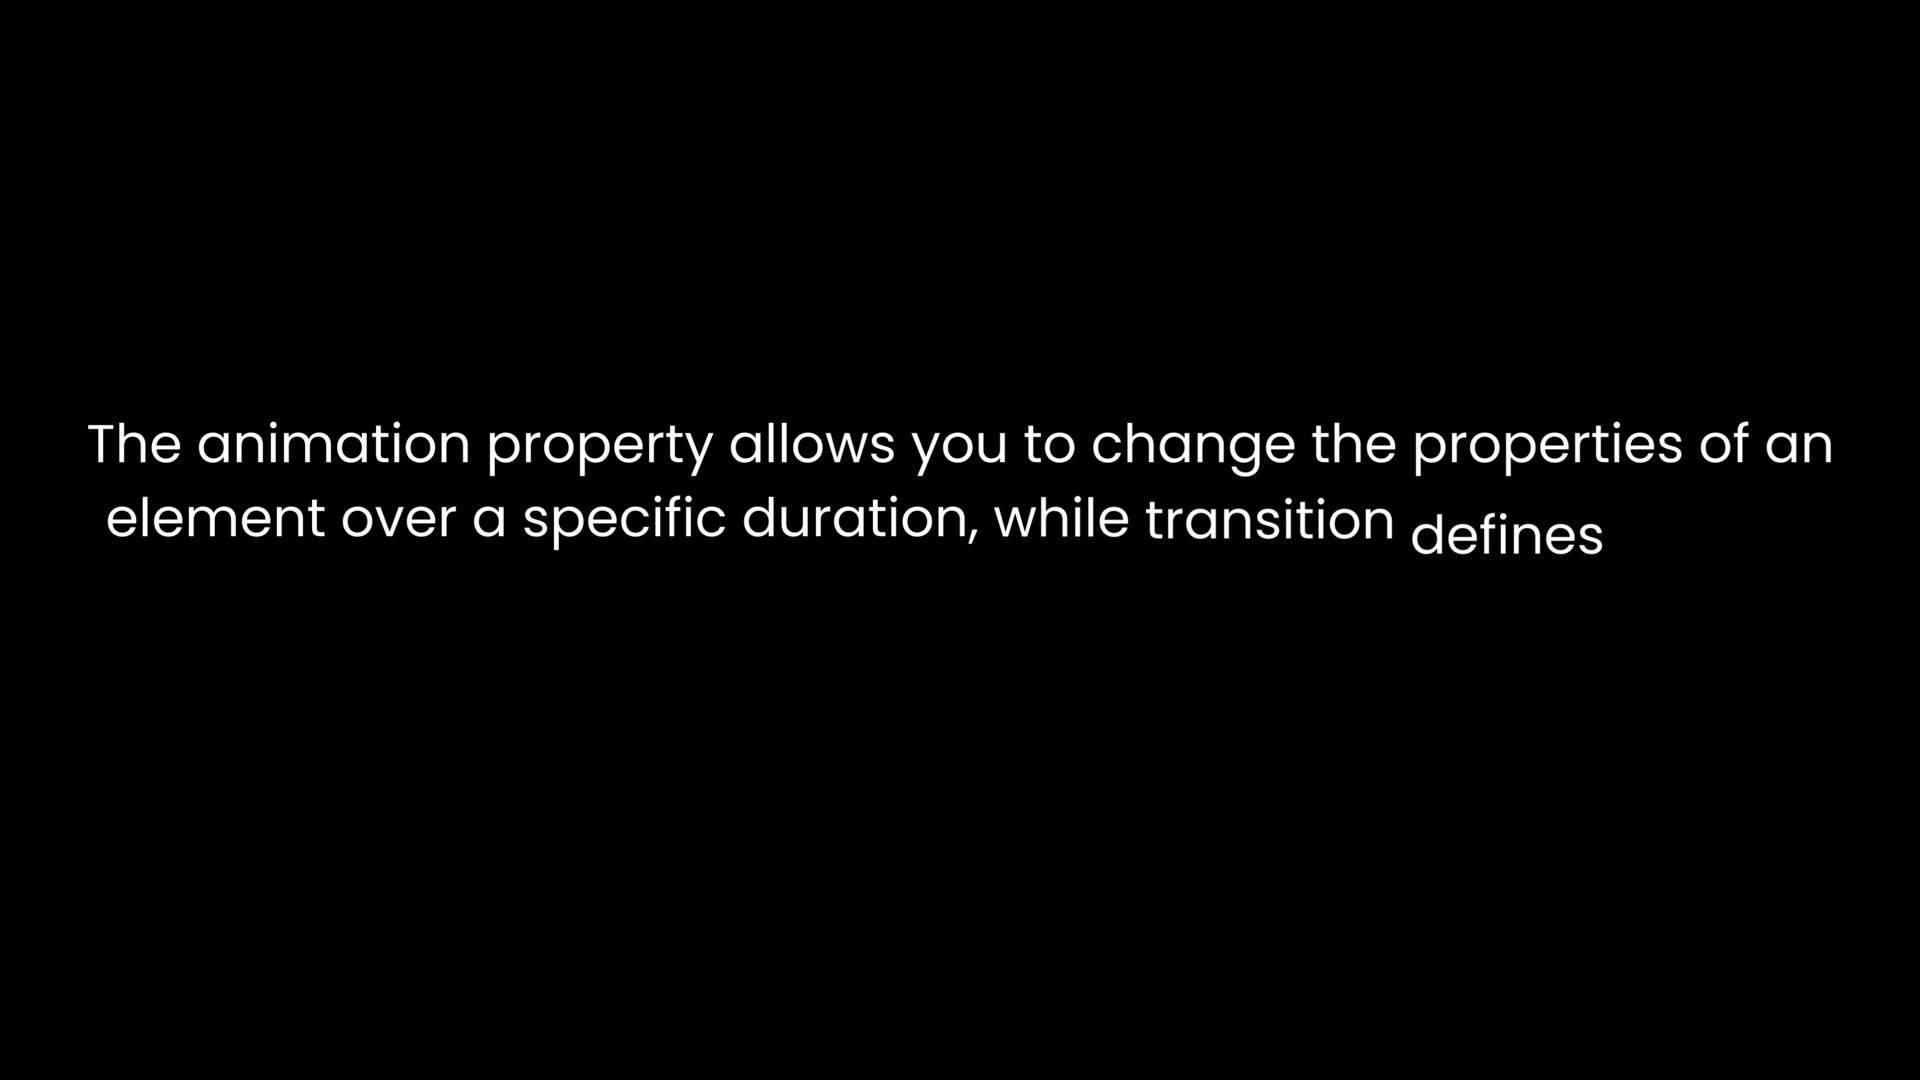 The animation property allows you to change the properties of an
element over a specific duration, while transition defines